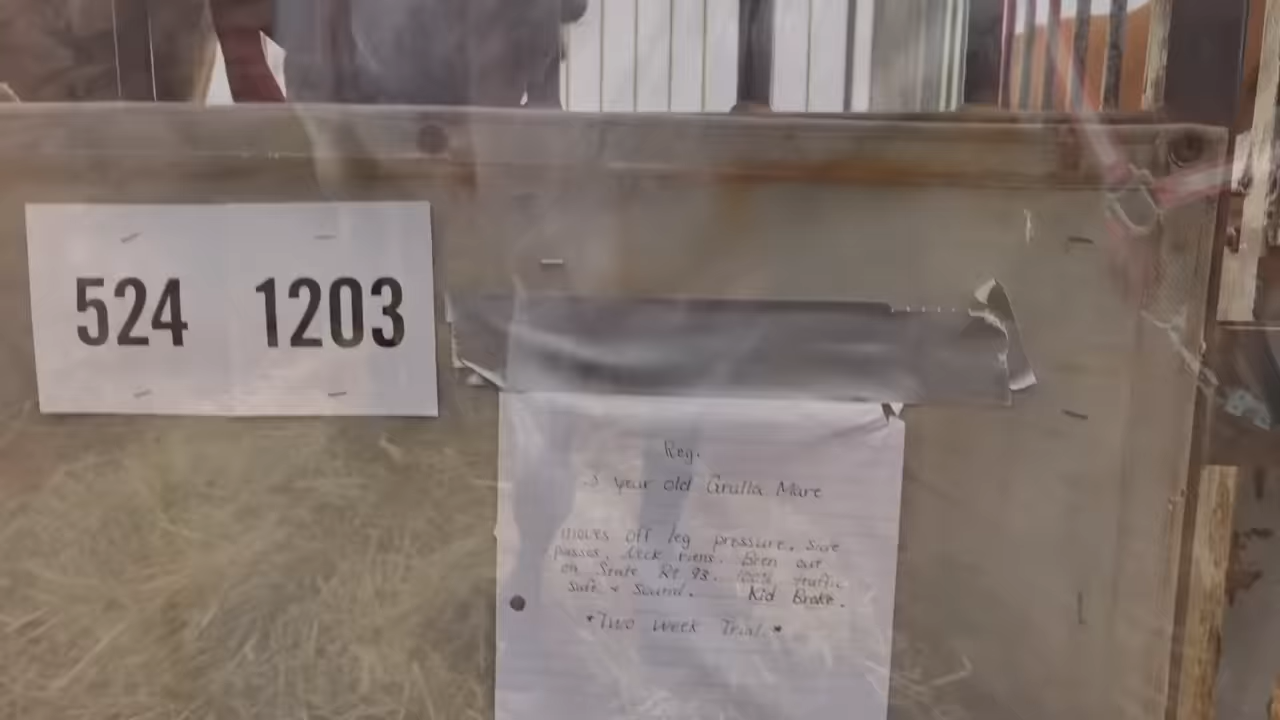 524 1203
Reg.
year old Grulla Mare
moves off leg pressure. Side
passes. Neck reins. Been out
on State Rt 93. 100% traffic
safe + Sound. Kid Broke.
*Two Week Trial.*